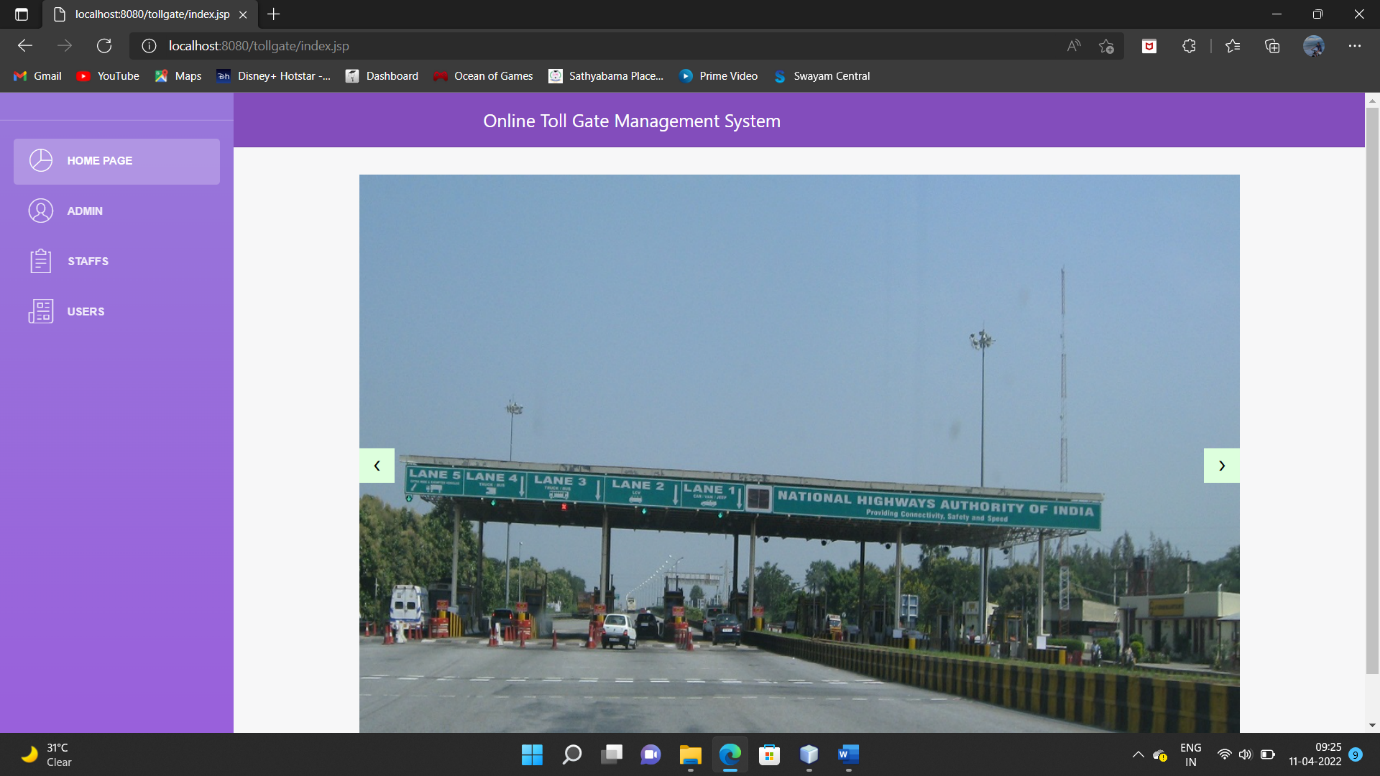 localhost:8080/tollgate/index.jsp
localhost:8080/tollgate/index.jsp
Gmail YouTube Maps Disney+ Hotstar -... Dashboard Ocean of Games Sathyabama Place... Prime Video Swayam Central
Online Toll Gate Management System
HOME PAGE
ADMIN
STAFFS
USERS
LANE 5 LANE 4 LANE 3 LANE 2 LANE 1
NATIONAL HIGHWAYS AUTHORITY OF INDIA
Providing Connectivity, Safety and Speed
31°C
Clear
ENG
IN
09:25
11-04-2022
9